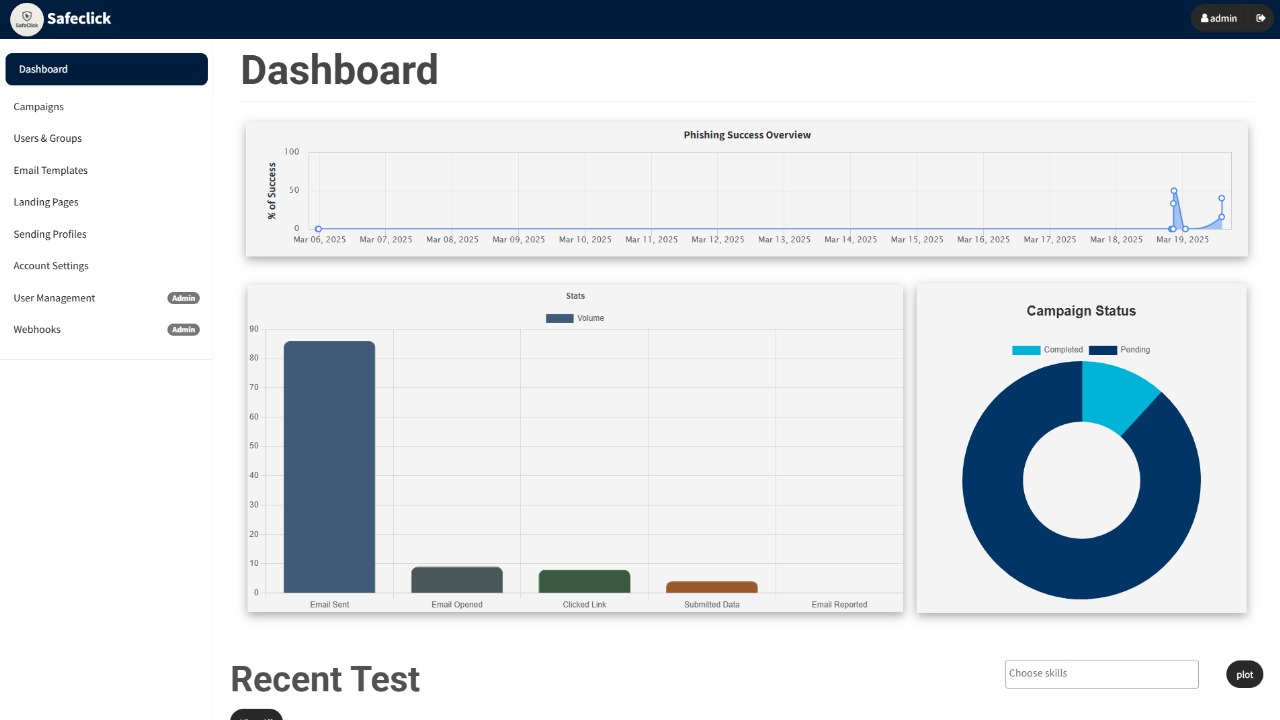 SafeClick
Safeclick
admin
Dashboard
Campaigns
Users & Groups
Email Templates
Landing Pages
Sending Profiles
Account Settings
User Management Admin
Webhooks Admin
Dashboard
Phishing Success Overview
% of Success
100
50
0
Mar 06, 2025 Mar 07, 2025 Mar 08, 2025 Mar 09, 2025 Mar 10, 2025 Mar 11, 2025 Mar 12, 2025 Mar 13, 2025 Mar 14, 2025 Mar 15, 2025 Mar 16, 2025 Mar 17, 2025 Mar 18, 2025 Mar 19, 2025
Stats
Volume
90
80
70
60
50
40
30
20
10
0
Email Sent Email Opened Clicked Link Submitted Data Email Reported
Campaign Status
Completed Pending
Recent Test
Choose skills
plot